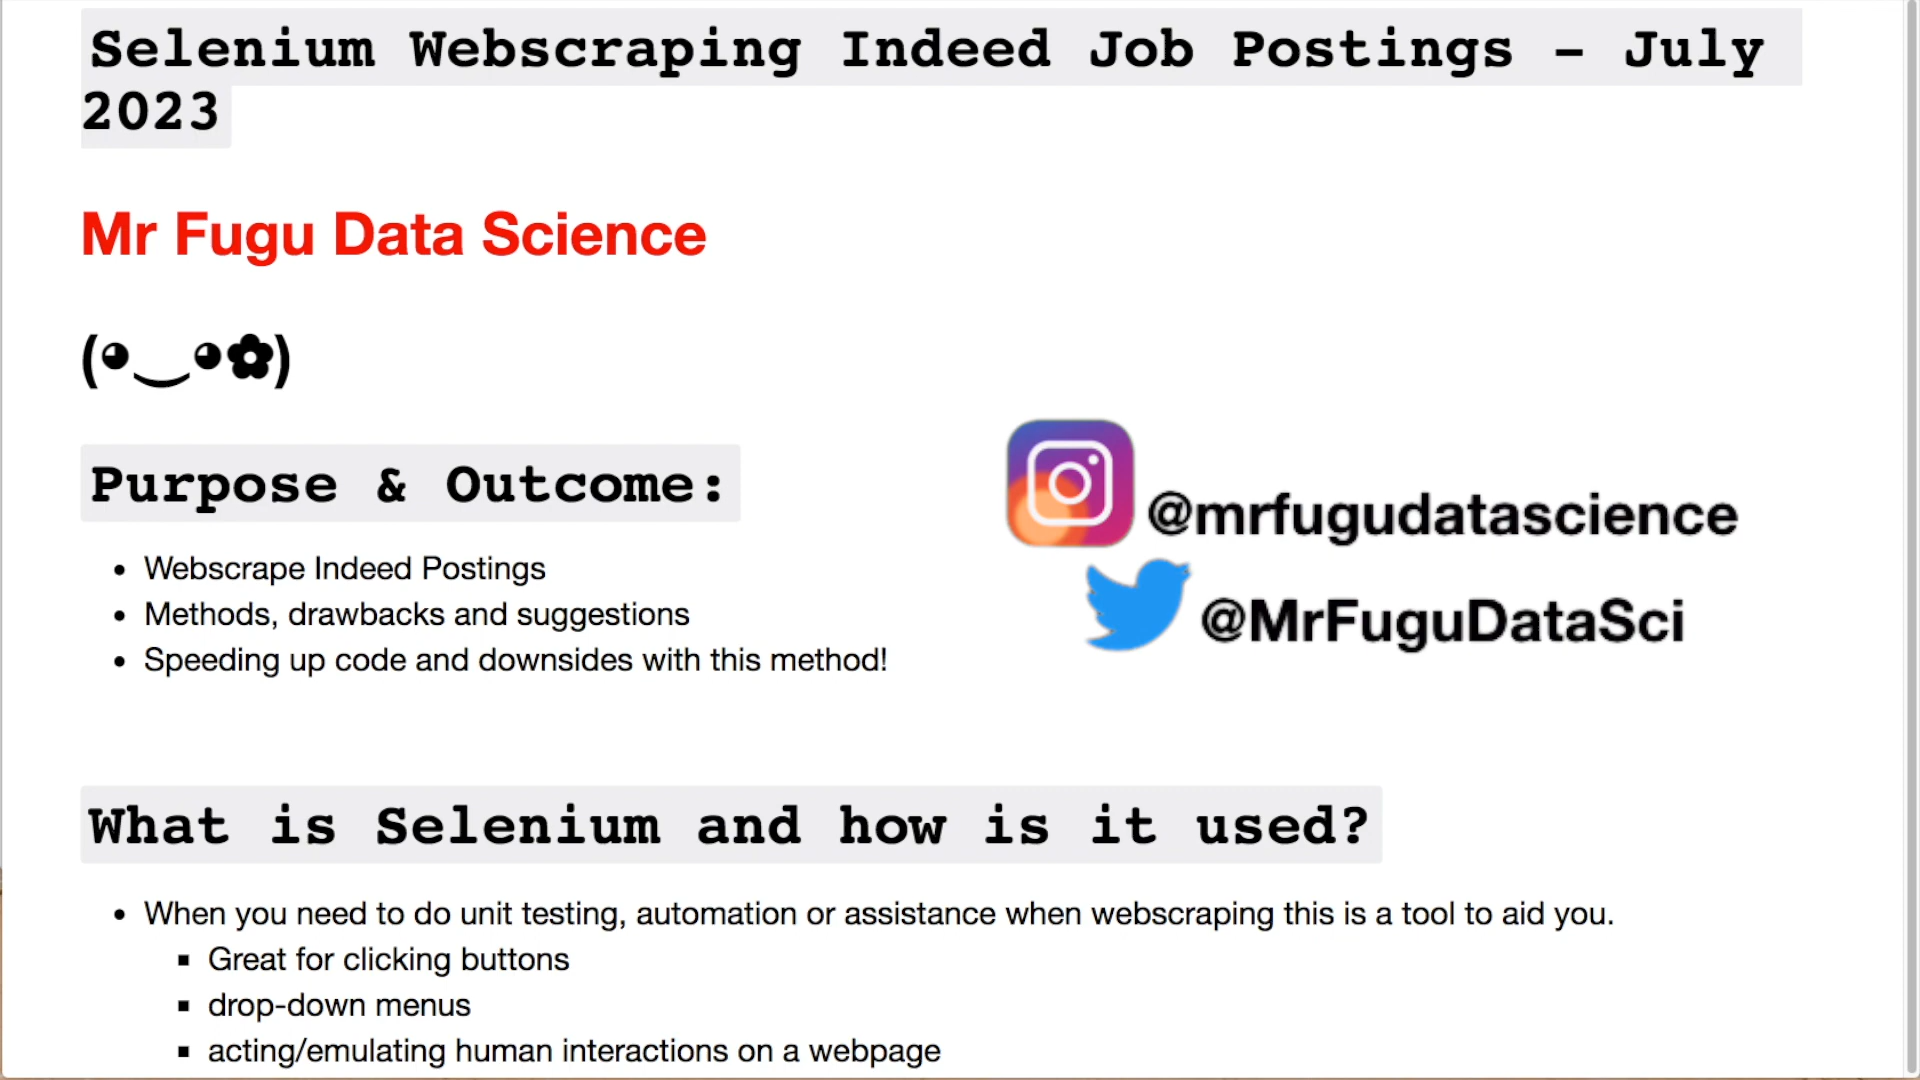 Selenium Webscraping Indeed Job Postings - July
2023
Mr Fugu Data Science
(◕‿◕✿)
Purpose & Outcome:
@mrfugudatascience
• Webscrape Indeed Postings
• Methods, drawbacks and suggestions
@MrFuguDataSci
• Speeding up code and downsides with this method!
What is Selenium and how is it used?
• When you need to do unit testing, automation or assistance when webscraping this is a tool to aid you.
▪ Great for clicking buttons
▪ drop-down menus
▪ acting/emulating human interactions on a webpage